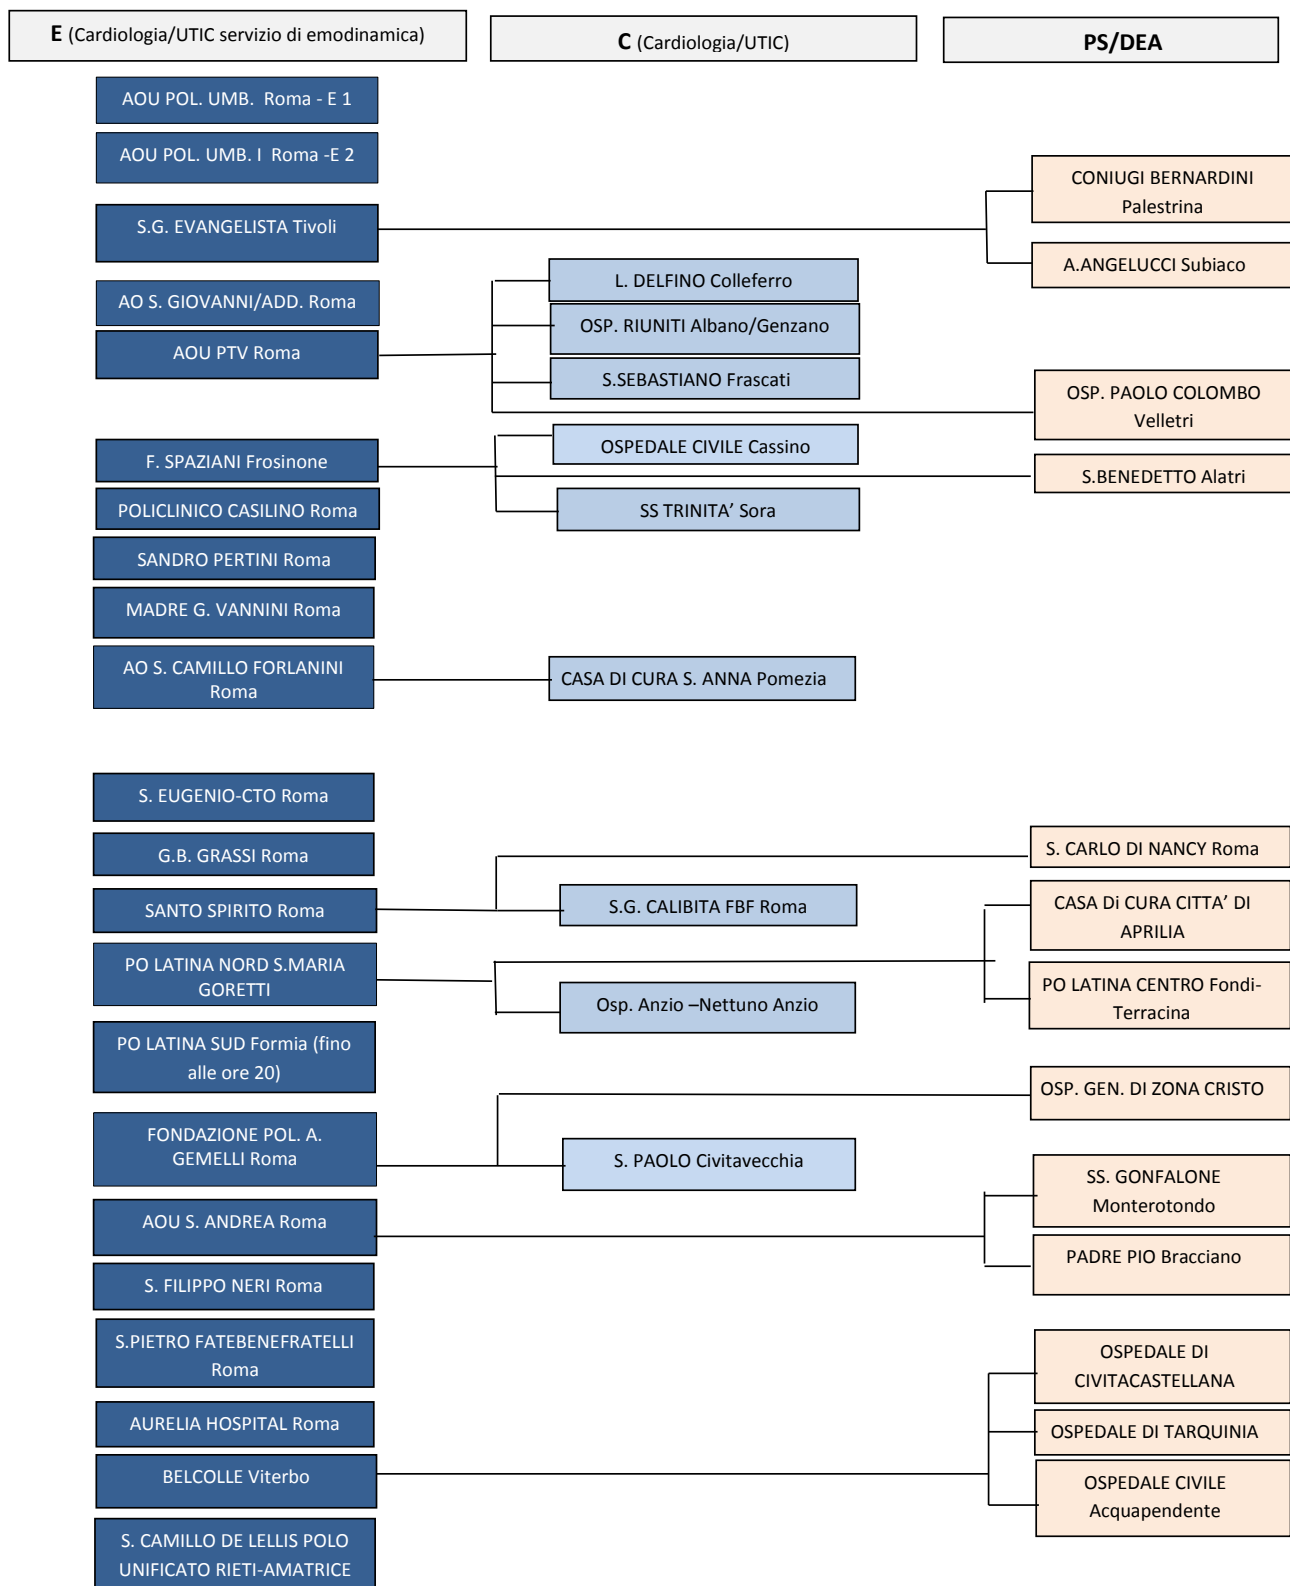 E (Cardiologia/UTIC servizio di emodinamica)
C (Cardiologia/UTIC)
PS/DEA
AOU POL. UMB. Roma - E 1
AOU POL. UMB. I Roma -E 2
CONIUGI BERNARDINI
Palestrina
S.G. EVANGELISTA Tivoli
A.ANGELUCCI Subiaco
L. DELFINO Colleferro
AO S. GIOVANNI/ADD. Roma
OSP. RIUNITI Albano/Genzano
AOU PTV Roma
S.SEBASTIANO Frascati
OSP. PAOLO COLOMBO
Velletri
OSPEDALE CIVILE Cassino
F. SPAZIANI Frosinone
S.BENEDETTO Alatri
POLICLINICO CASILINO Roma
SS TRINITA’ Sora
SANDRO PERTINI Roma
MADRE G. VANNINI Roma
AO S. CAMILLO FORLANINI
Roma
CASA DI CURA S. ANNA Pomezia
S. EUGENIO-CTO Roma
G.B. GRASSI Roma
S. CARLO DI NANCY Roma
SANTO SPIRITO Roma
S.G. CALIBITA FBF Roma
CASA Di CURA CITTA’ DI
APRILIA
PO LATINA NORD S.MARIA
GORETTI
Osp. Anzio –Nettuno Anzio
PO LATINA CENTRO Fondi-
Terracina
PO LATINA SUD Formia (fino
alle ore 20)
OSP. GEN. DI ZONA CRISTO
FONDAZIONE POL. A.
GEMELLI Roma
S. PAOLO Civitavecchia
SS. GONFALONE
Monterotondo
AOU S. ANDREA Roma
PADRE PIO Bracciano
S. FILIPPO NERI Roma
S.PIETRO FATEBENEFRATELLI
Roma
OSPEDALE DI
CIVITACASTELLANA
AURELIA HOSPITAL Roma
OSPEDALE DI TARQUINIA
BELCOLLE Viterbo
OSPEDALE CIVILE
Acquapendente
S. CAMILLO DE LELLIS POLO
UNIFICATO RIETI-AMATRICE